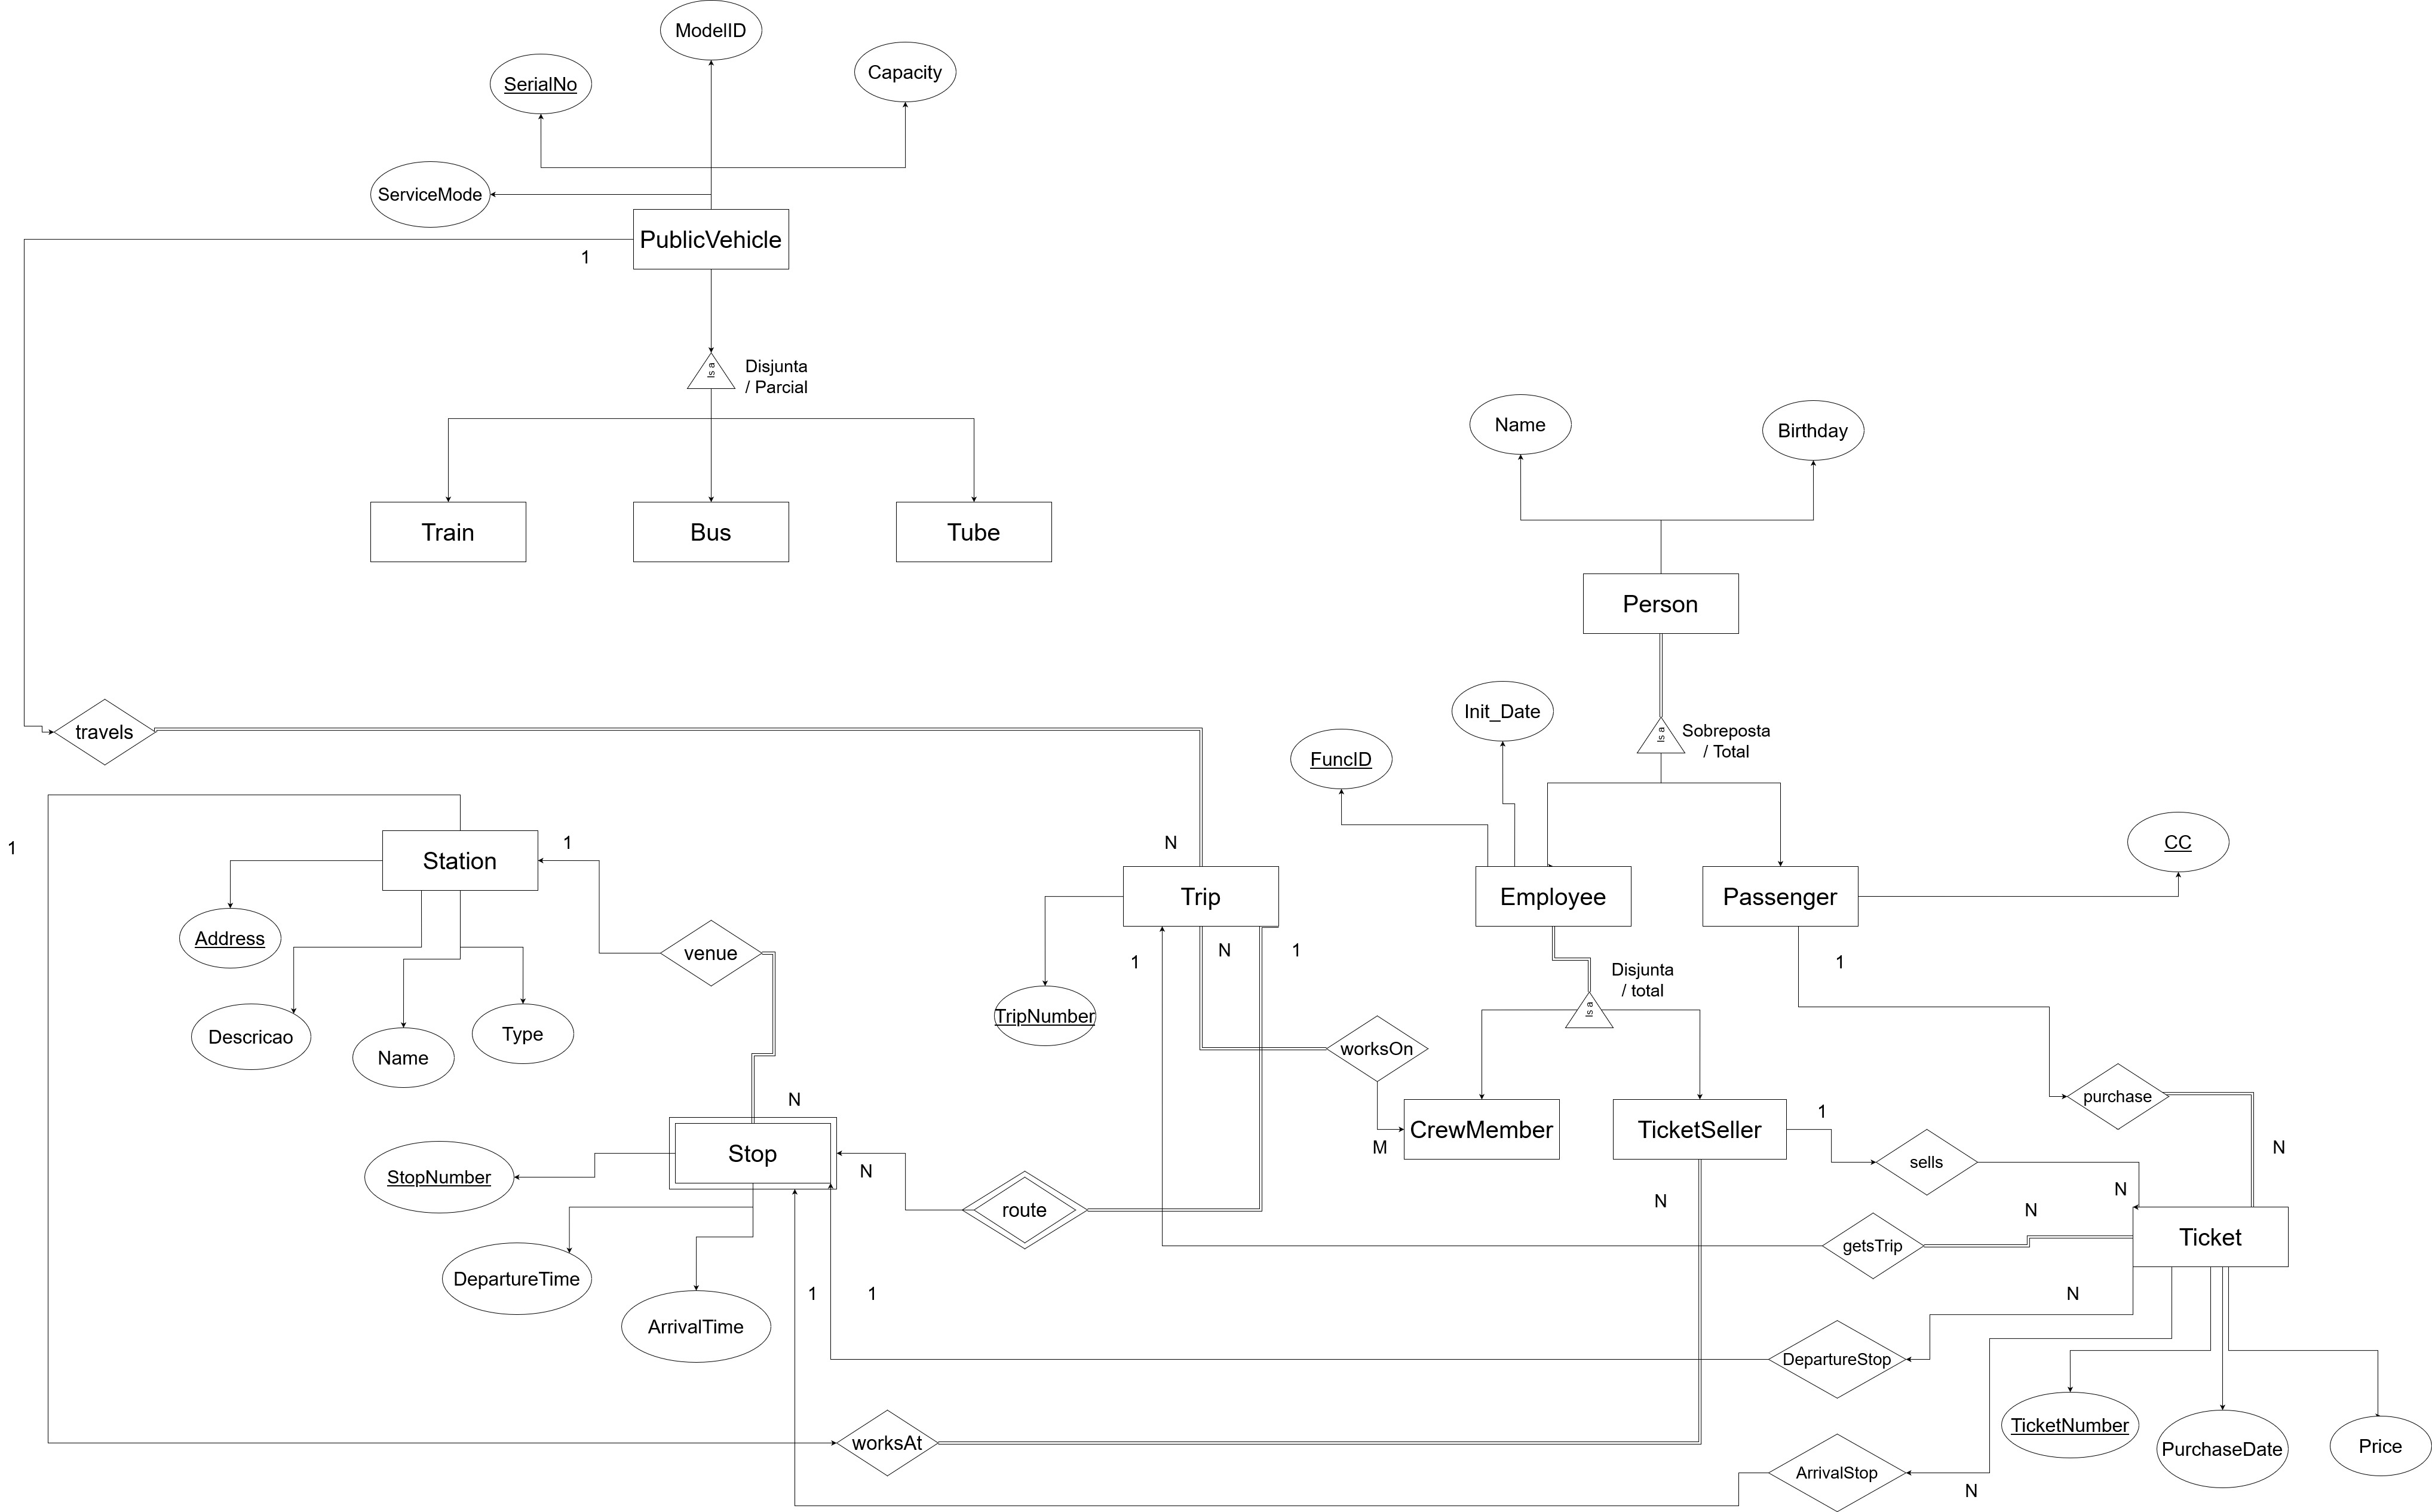 ModelID
SerialNo
Capacity
ServiceMode
PublicVehicle
1
Is a
Disjunta
/ Parcial
Train
Bus
Tube
Name
Birthday
Person
Is a
Sobreposta
/ Total
Init_Date
FuncID
travels
1
N
1
Station
Trip
Employee
Passenger
CC
Address
venue
N
1
1
1
Descricao
Name
Type
TripNumber
Disjunta
/ total
Is a
worksOn
purchase
N
CrewMember
TicketSeller
1
M
Stop
N
sells
N
StopNumber
route
N
N
N
getsTrip
Ticket
DepartureTime
ArrivalTime
1
1
N
DepartureStop
TicketNumber
PurchaseDate
Price
worksAt
ArrivalStop
N